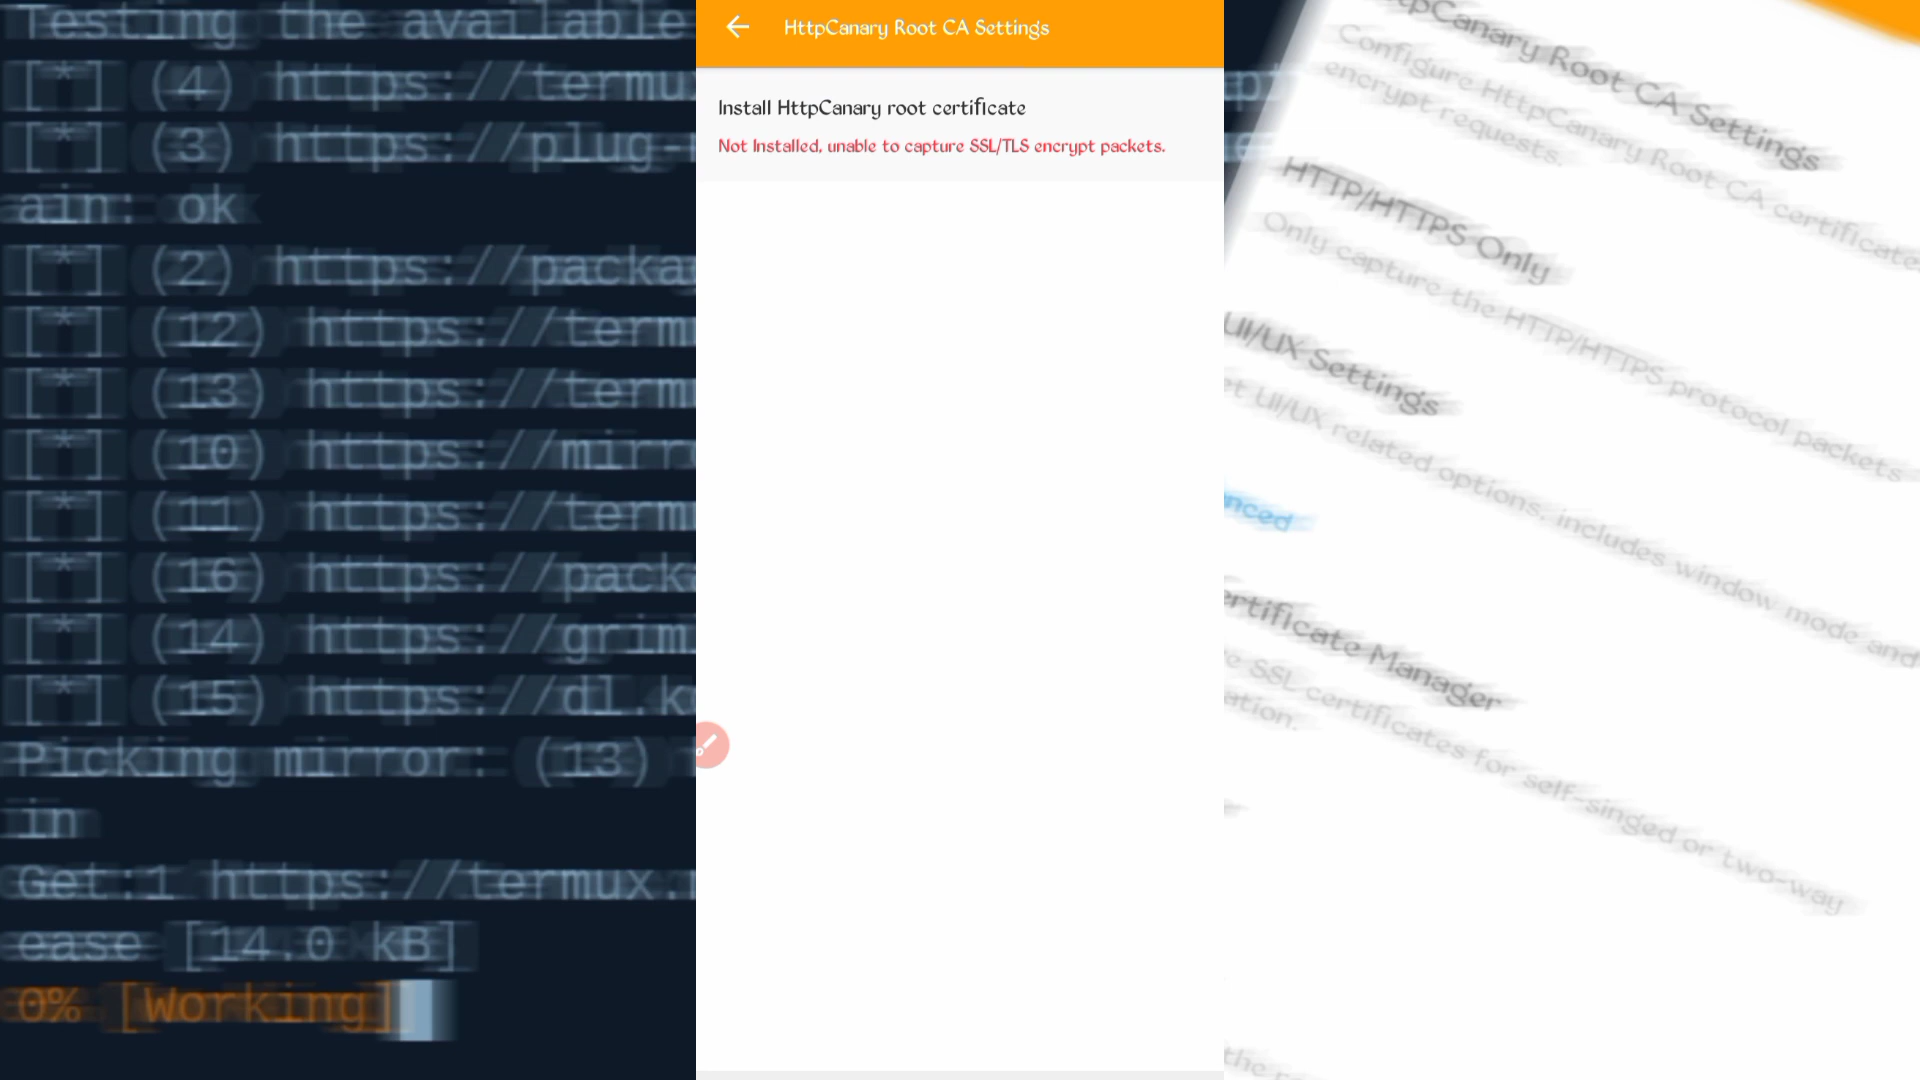 Testing the available
[*] (4) https://termu
[*] (3) https://plug-
ain: ok
[*] (2) https://packa
[*] (12) https://term
[*] (13) https://term
[*] (10) https://mirr
[*] (11) https://term
[*] (16) https://pack
[*] (14) https://grim
[*] (15) https://dl.k
Picking mirror: (13)
in
Get:1 https://termux.
ease [14.0 kB]
0% [Working]
HttpCanary Root CA Settings
Install HttpCanary root certificate
Not Installed, unable to capture SSL/TLS encrypt packets.
tpCanary Root CA Settings
Configure HttpCanary Root CA certificate
encrypt requests.
HTTP/HTTPS Only
Only capture the HTTP/HTTPS protocol packets
UI/UX Settings
et UI/UX related options, includes window mode and
nced
ertificate Manager
e SSL certificates for self-singed or two-way
ation.
the r